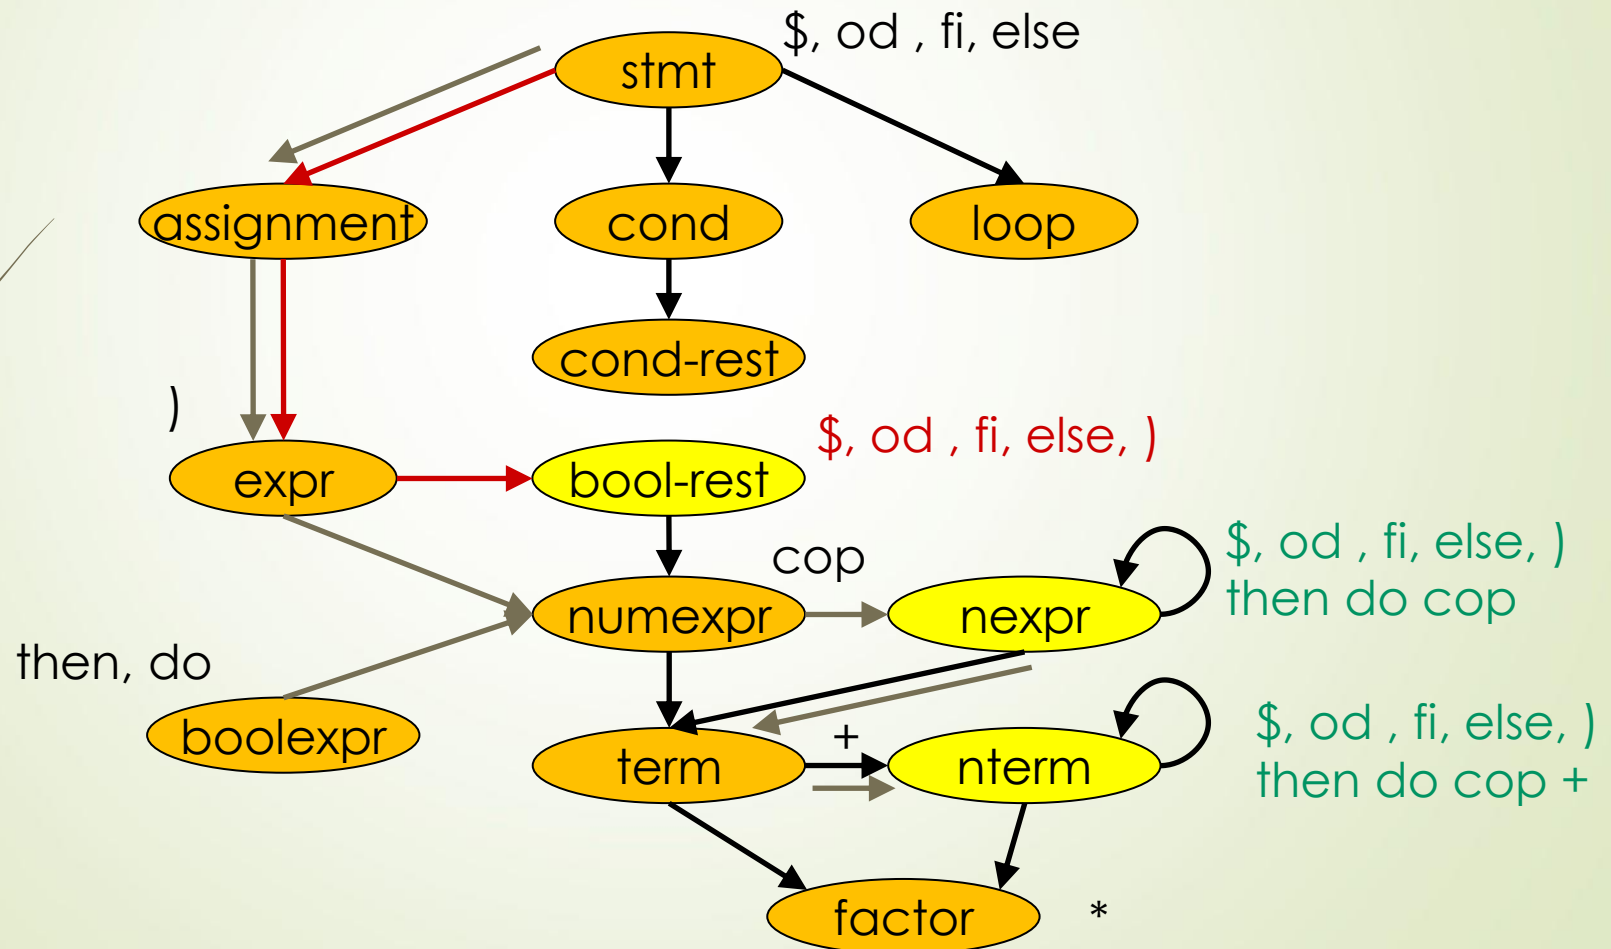 $, od , fi, else
stmt
assignment
cond
loop
cond-rest
)
$, od , fi, else, )
expr
bool-rest
$, od , fi, else, )
then do cop
cop
numexpr
nexpr
then, do
$, od , fi, else, )
then do cop +
boolexpr
+
term
nterm
factor
*